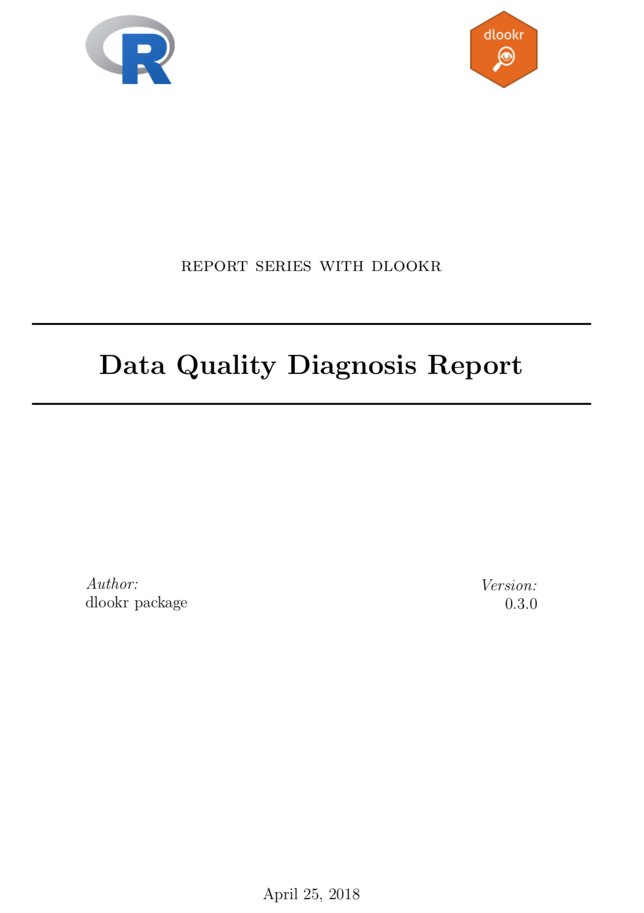 R
dlookr
REPORT SERIES WITH DLOOKR
Data Quality Diagnosis Report
Author:
dlookr package
Version:
0.3.0
April 25, 2018